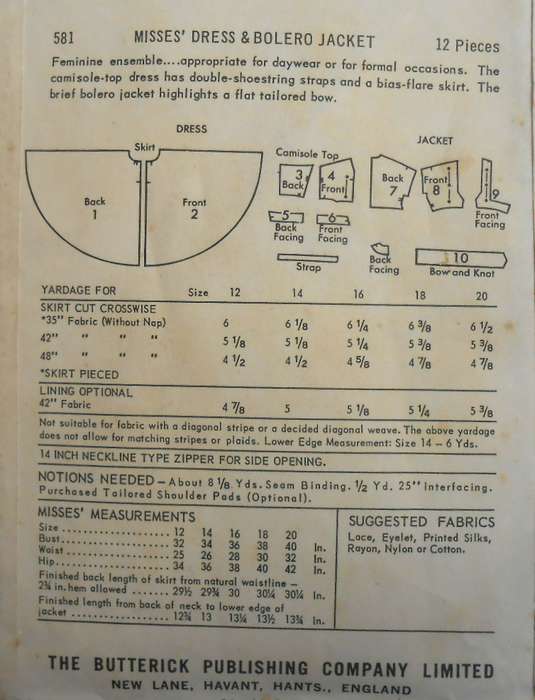 581 MISSES' DRESS & BOLERO JACKET 12 Pieces
Feminine ensemble....appropriate for daywear or for formal occasions. The
camisole-top dress has double-shoestring straps and a bias-flare skirt. The
brief bolero jacket highlights a flat tailored bow.
DRESS
JACKET
Skirt
Camisole Top
Back
1
Front
2
3
Back
4
Front
Back
7
Front
8
9
Front
Facing
5
Back
Facing
6
Front
Facing
Strap
Back
Facing
10
Bow and Knot
YARDAGE FOR Size 12 14 16 18 20
SKIRT CUT CROSSWISE
*35" Fabric (Without Nap) 6 6 1/8 6 1/4 6 3/8 6 1/2
42" " " " 5 1/8 5 1/8 5 1/4 5 3/8 5 3/8
48" " " " 4 1/2 4 1/2 4 5/8 4 7/8 4 7/8
*SKIRT PIECED
LINING OPTIONAL
42" Fabric 4 7/8 5 5 1/8 5 1/4 5 3/8
Not suitable for fabric with a diagonal stripe or a decided diagonal weave. The above yardage
does not allow for matching stripes or plaids. Lower Edge Measurement: Size 14 – 6 Yds.
14 INCH NECKLINE TYPE ZIPPER FOR SIDE OPENING.
NOTIONS NEEDED – About 8 1/8 Yds. Seam Binding. 1/2 Yd. 25" Interfacing.
Purchased Tailored Shoulder Pads (Optional).
MISSES' MEASUREMENTS
Size .................. 12 14 16 18 20
Bust .................. 32 34 36 38 40 In.
Waist .................. 25 26 28 30 32 In.
Hip .................. 34 36 38 40 42 In.
Finished back length of skirt from natural waistline –
2¾ in. hem allowed ....... 29½ 29¾ 30 30¼ 30¼ In.
Finished length from back of neck to lower edge of
jacket .................. 12¾ 13 13¼ 13½ 13¾ In.
SUGGESTED FABRICS
Lace, Eyelet, Printed Silks,
Rayon, Nylon or Cotton.
THE BUTTERICK PUBLISHING COMPANY LIMITED
NEW LANE, HAVANT, HANTS., ENGLAND